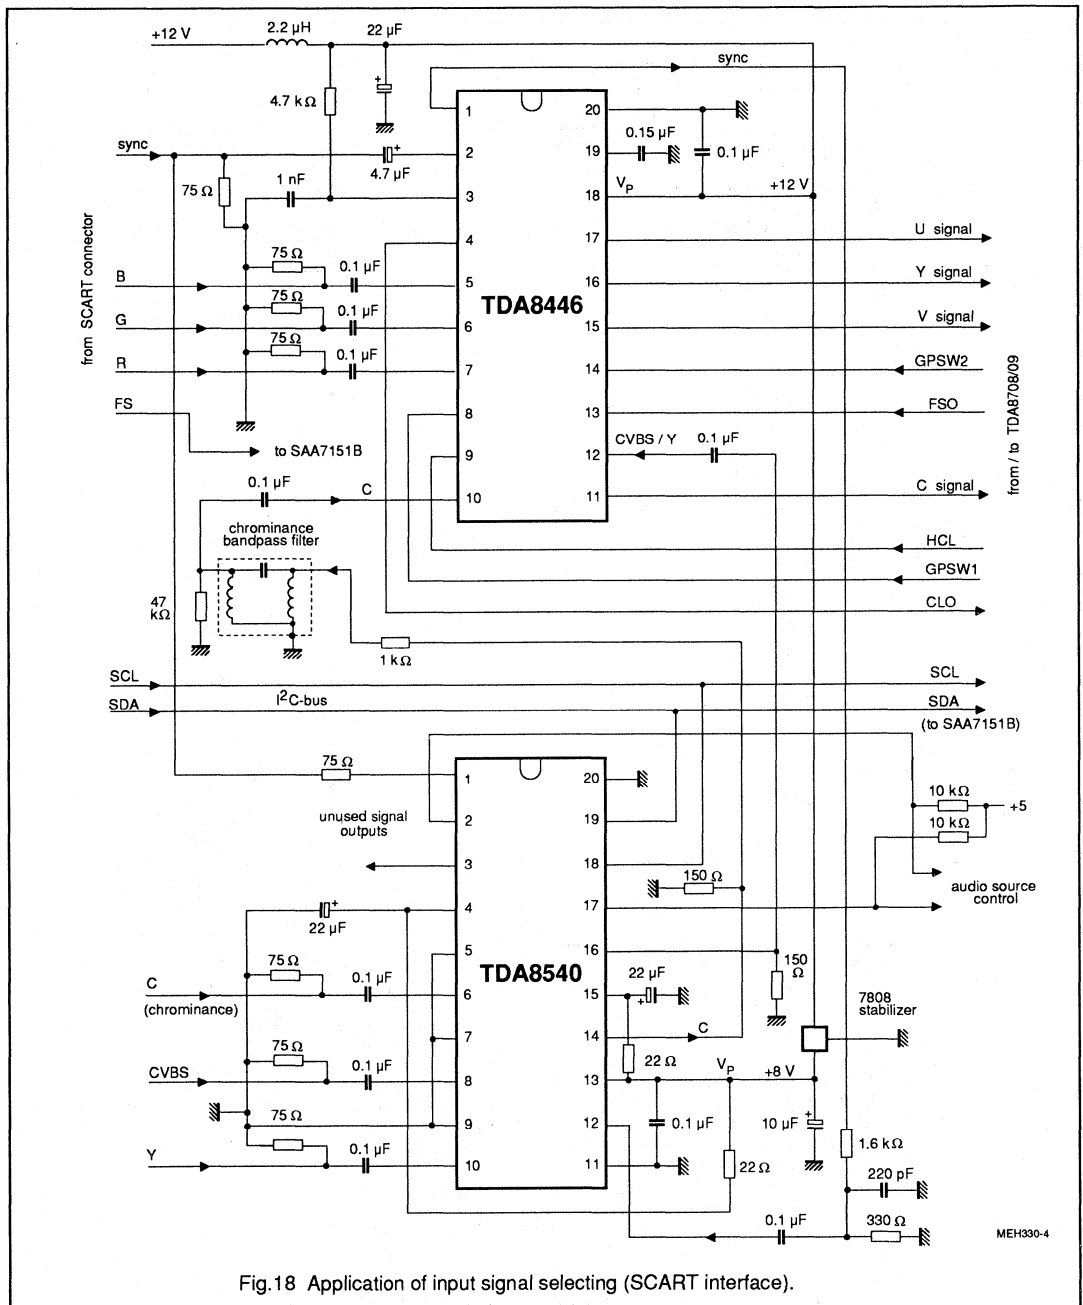 +12 V
2.2 µH
22 µF
sync
+
4.7 kΩ
1
20
0.15 µF
sync
+
2
19
0.1 µF
4.7 µF
75 Ω
1 nF
3
VP
18
+12 V
from SCART connector
4
17
U signal
75 Ω
0.1 µF
B
5
16
Y signal
75 Ω
TDA8446
0.1 µF
G
6
15
V signal
75 Ω
0.1 µF
R
7
14
GPSW2
FS
8
13
FSO
from / to TDA8708/09
to SAA7151B
CVBS / Y
0.1 µF
9
12
0.1 µF
C
10
11
C signal
chrominance
bandpass filter
HCL
GPSW1
47
kΩ
CLO
1 kΩ
SCL
SCL
SDA
I2C-bus
SDA
(to SAA7151B)
75 Ω
1
20
10 kΩ
+5
unused signal
outputs
2
19
10 kΩ
3
18
150 Ω
audio source
control
+
22 µF
4
17
5
16
75 Ω
TDA8540
150
Ω
0.1 µF
22 µF
7808
stabilizer
C
(chrominance)
6
15
+
7
14
C
75 Ω
22 Ω
0.1 µF
VP
+8 V
CVBS
8
13
75 Ω
9
12
0.1 µF
10 µF
+
1.6 kΩ
0.1 µF
Y
10
11
22 Ω
220 pF
0.1 µF
330 Ω
MEH330-4
Fig.18 Application of input signal selecting (SCART interface).